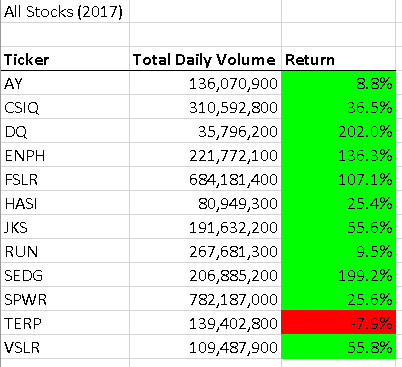 All Stocks (2017)
Ticker Total Daily Volume Return
AY 136,070,900 8.8%
CSIQ 310,592,800 36.5%
DQ 35,796,200 202.0%
ENPH 221,772,100 136.3%
FSLR 684,181,400 107.1%
HASI 80,949,300 25.4%
JKS 191,632,200 55.6%
RUN 267,681,300 9.5%
SEDG 206,885,200 199.2%
SPWR 782,187,000 25.6%
TERP 139,402,800 -7.9%
VSLR 109,487,900 55.8%